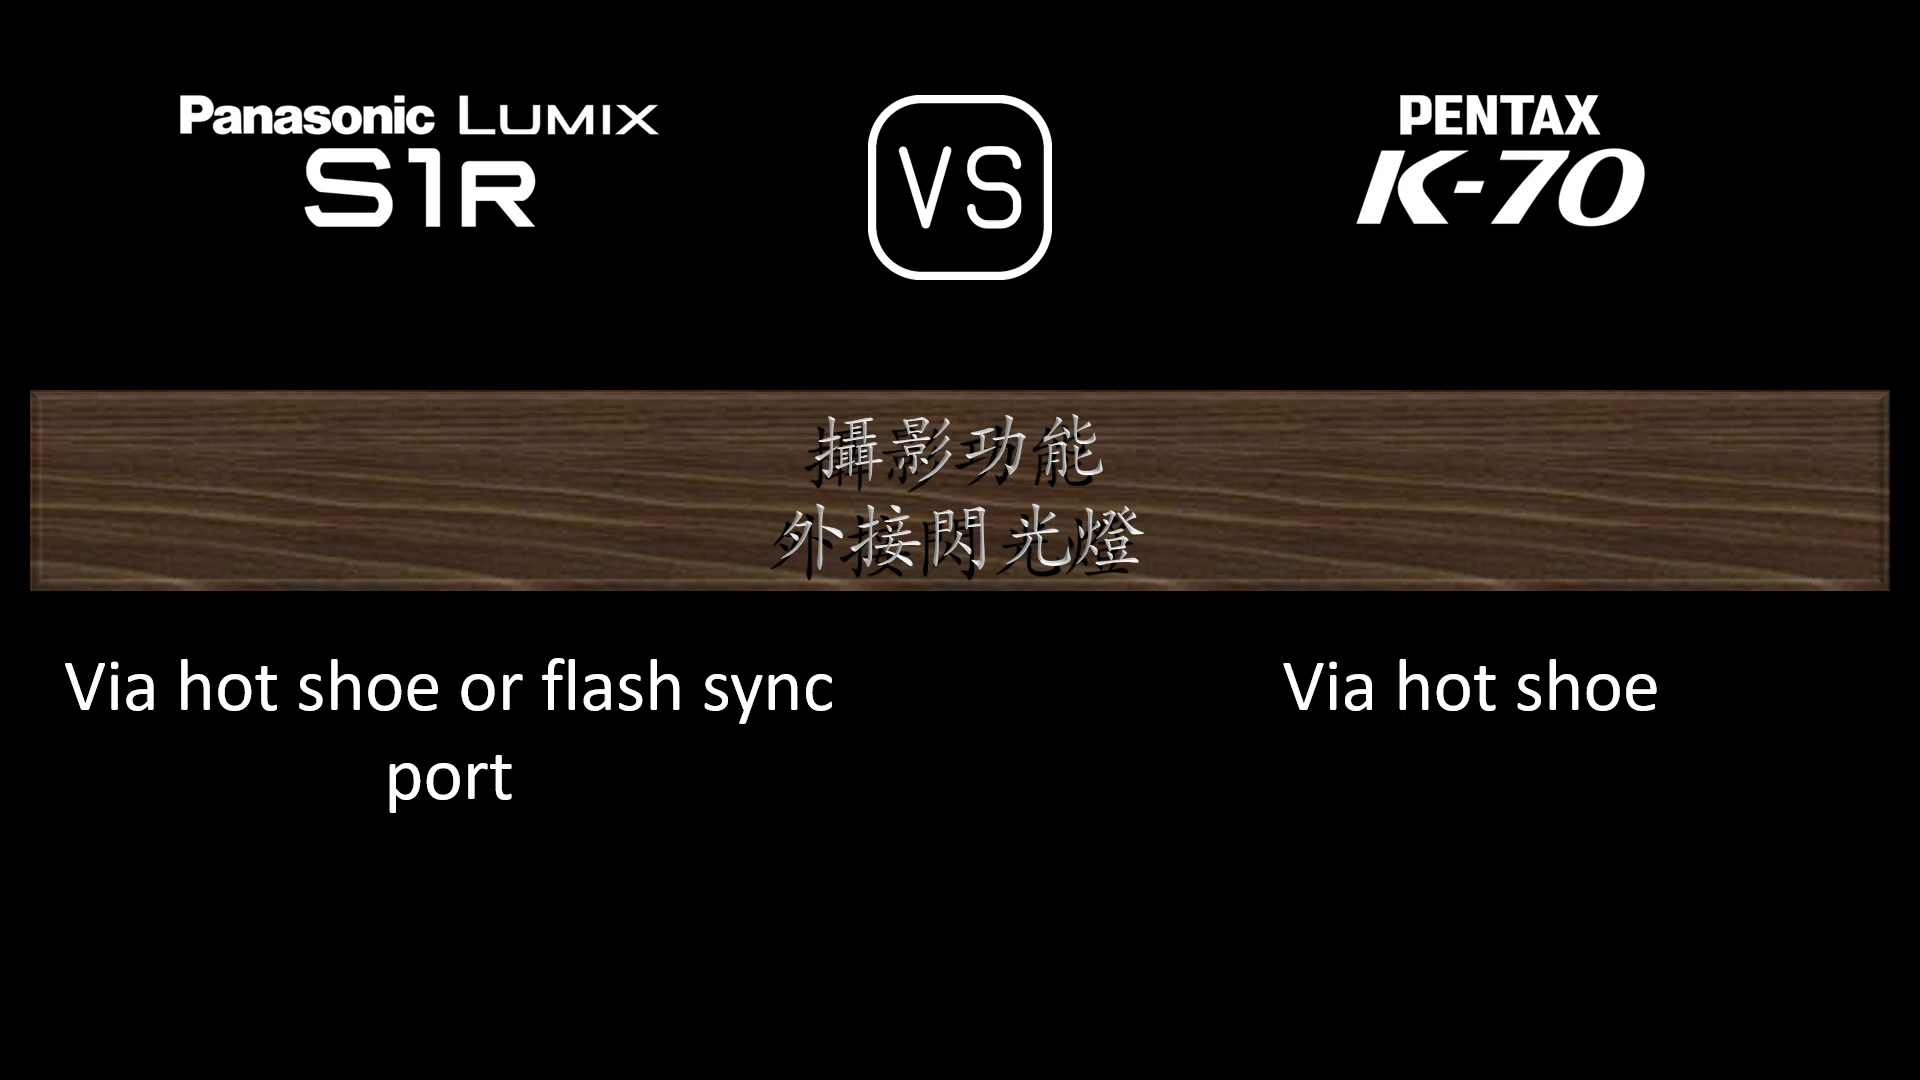 Panasonic LUMIX
S1R
VS
PENTAX
K-70
攝影功能
外接閃光燈
Via hot shoe or flash sync
port
Via hot shoe